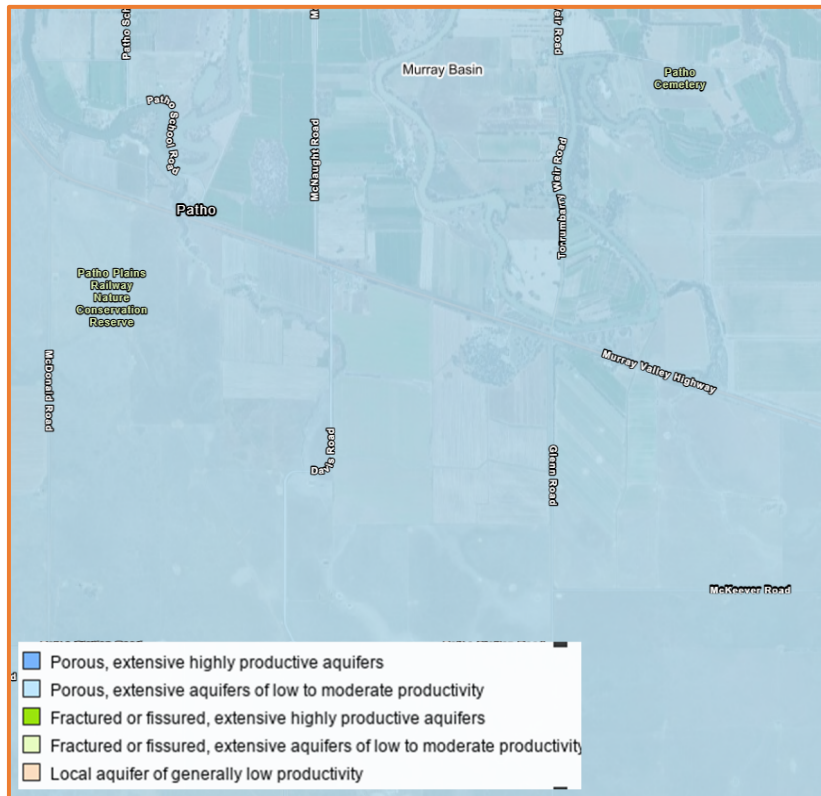 Patho Sch
Weir Road
Murray Basin
Patho
Cemetery
Patho School Road
McNaught Road
Torrumbarry Weir Road
Patho
Patho Plains
Railway
Nature
Conservation
Reserve
McDonald Road
Murray Valley Highway
Davis Road
Glenn Road
McKeever Road
Porous, extensive highly productive aquifers
Porous, extensive aquifers of low to moderate productivity
Fractured or fissured, extensive highly productive aquifers
Fractured or fissured, extensive aquifers of low to moderate productivity
Local aquifer of generally low productivity